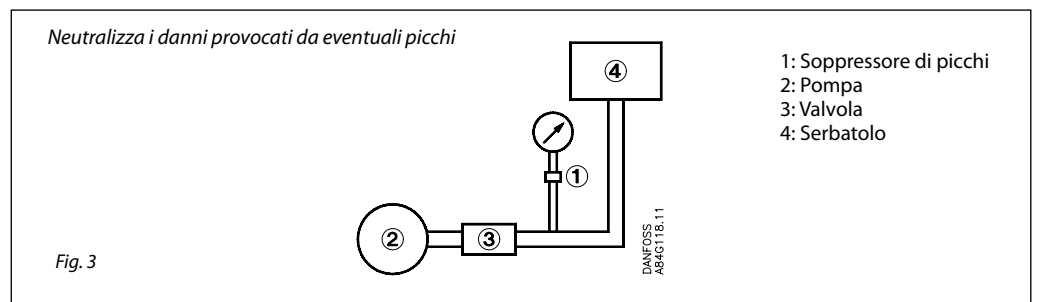 Neutralizza i danni provocati da eventuali picchi
1: Soppressore di picchi
2: Pompa
3: Valvola
4: Serbatolo
④
①
②
③
DANFOSS
A84G118.11
Fig. 3